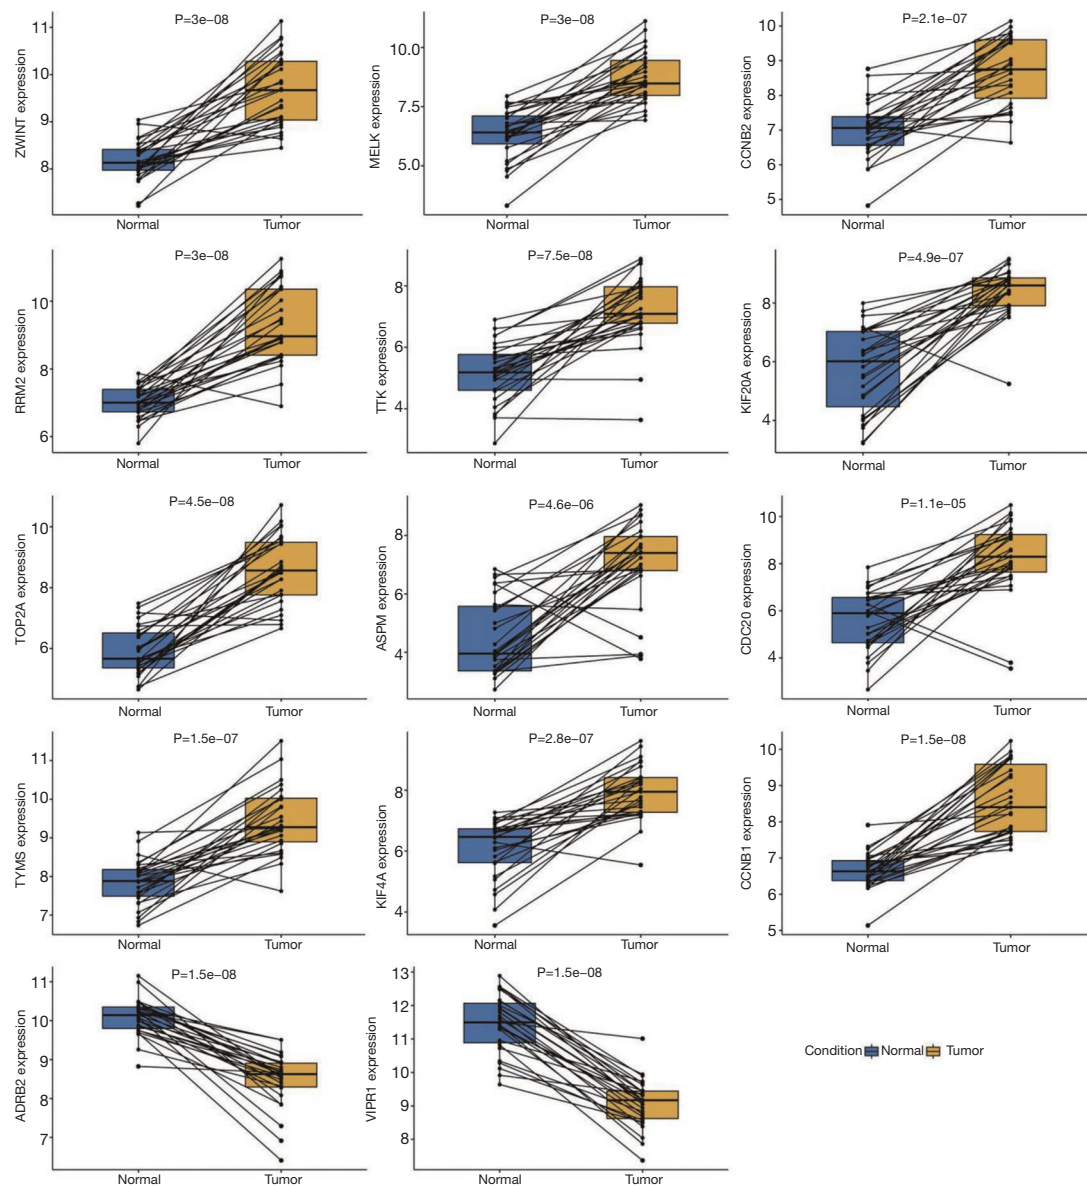 P=3e−08
ZWINT expression
11
10
9
8
Normal Tumor
P=3e−08
MELK expression
10.0
7.5
5.0
Normal Tumor
P=2.1e−07
CCNB2 expression
10
9
8
7
6
5
Normal Tumor
P=3e−08
RRM2 expression
10
8
6
Normal Tumor
P=7.5e−08
TTK expression
8
6
4
Normal Tumor
P=4.9e−07
KIF20A expression
8
6
4
Normal Tumor
P=4.5e−08
TOP2A expression
10
8
6
Normal Tumor
P=4.6e−06
ASPM expression
8
6
4
Normal Tumor
P=1.1e−05
CDC20 expression
10
8
6
4
Normal Tumor
P=1.5e−07
TYMS expression
11
10
9
8
7
Normal Tumor
P=2.8e−07
KIF4A expression
8
6
4
Normal Tumor
P=1.5e−08
CCNB1 expression
10
9
8
7
6
5
Normal Tumor
P=1.5e−08
ADRB2 expression
11
10
9
8
7
Normal Tumor
P=1.5e−08
VIPR1 expression
13
12
11
10
9
8
Normal Tumor
Condition Normal Tumor